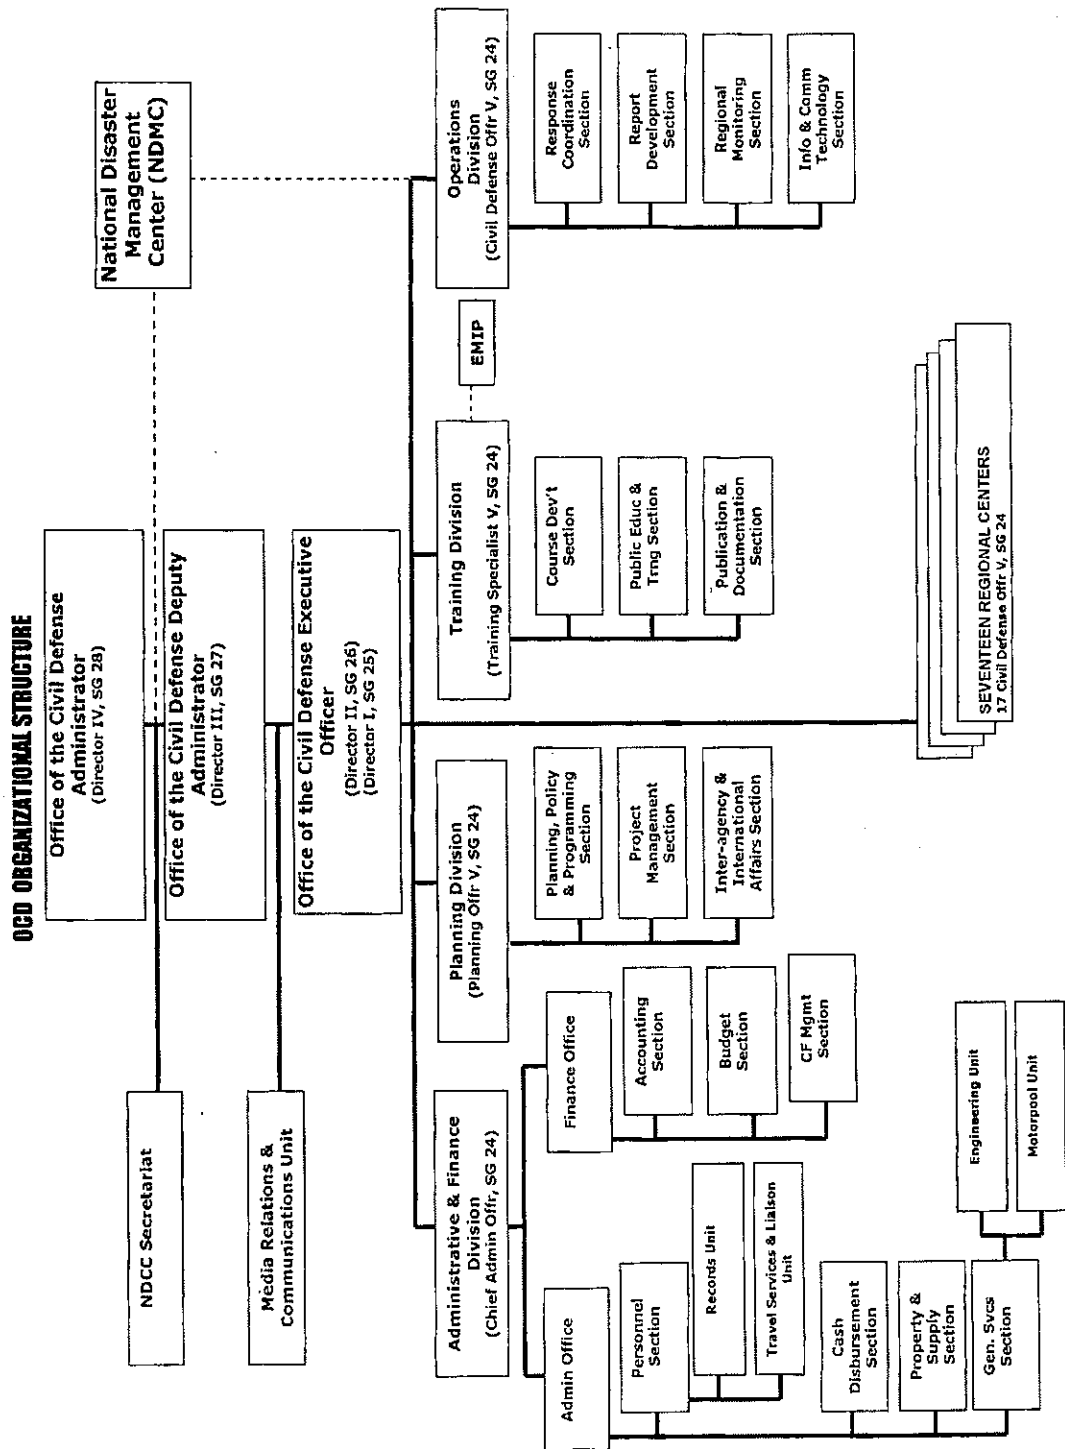 OCD ORGANIZATIONAL STRUCTURE
Office of the Civil Defense
Administrator
(Director IV, SG 28)
National Disaster
Management
Center (NDMC)
NDCC Secretariat
Office of the Civil Defense Deputy
Administrator
(Director III, SG 27)
Media Relations &
Communications Unit
Office of the Civil Defense Executive
Officer
(Director II, SG 26)
(Director I, SG 25)
Administrative & Finance
Division
(Chief Admin Offr, SG 24)
Planning Division
(Planning Offr V, SG 24)
Training Division
(Training Specialist V, SG 24)
EMIP
Operations
Division
(Civil Defense Offr V, SG 24)
Admin Office
Personnel
Section
Records Unit
Travel Services & Liaison
Unit
Cash
Disbursement
Section
Property &
Supply
Section
Gen. Svcs
Section
Engineering Unit
Motorpool Unit
Finance Office
Accounting
Section
Budget
Section
CF Mgmt
Section
Planning, Policy
& Programming
Section
Project
Management
Section
Inter-agency &
International
Affairs Section
Course Dev't
Section
Public Educ &
Trng Section
Publication &
Documentation
Section
Response
Coordination
Section
Report
Development
Section
Regional
Monitoring
Section
Info & Comm
Technology
Section
SEVENTEEN REGIONAL CENTERS
17 Civil Defense Offr V, SG 24